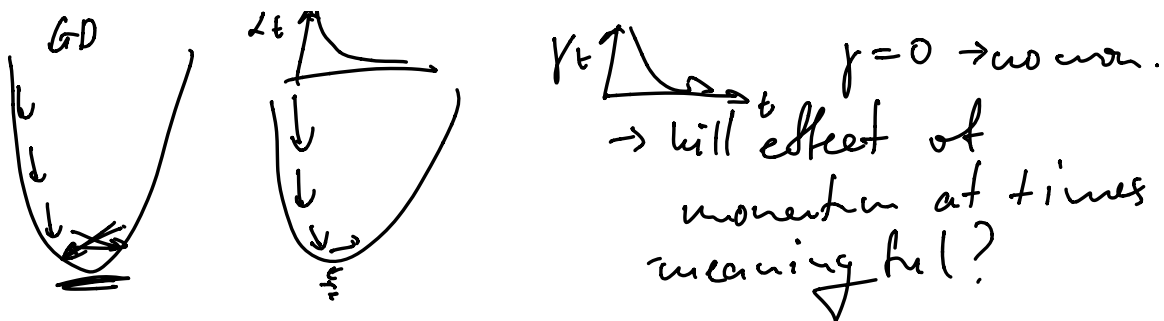 GD
αt
γt
t
γ = 0 → no mom.
→ kill effect of
momentum at times
meaningful?